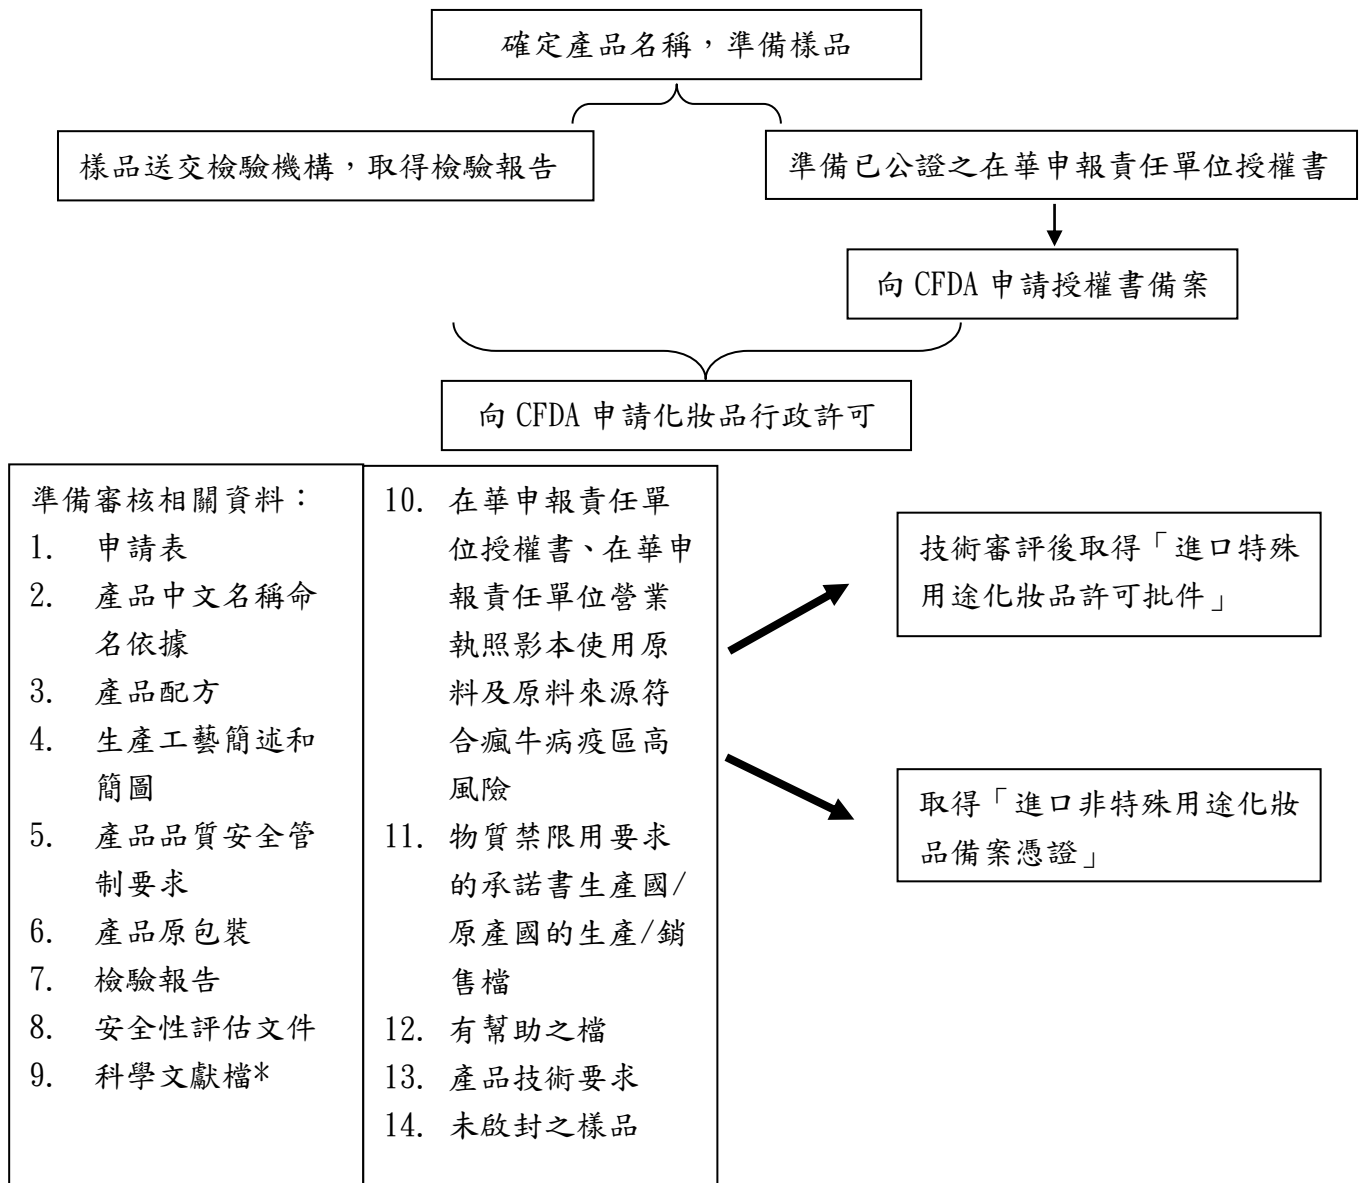 確定產品名稱，準備樣品
樣品送交檢驗機構，取得檢驗報告
準備已公證之在華申報責任單位授權書
向 CFDA 申請授權書備案
向 CFDA 申請化妝品行政許可
準備審核相關資料：
1. 申請表
2. 產品中文名稱命
名依據
3. 產品配方
4. 生產工藝簡述和
簡圖
5. 產品品質安全管
制要求
6. 產品原包裝
7. 檢驗報告
8. 安全性評估文件
9. 科學文獻檔*
10. 在華申報責任單
位授權書、在華申
報責任單位營業
執照影本使用原
料及原料來源符
合瘋牛病疫區高
風險
11. 物質禁限用要求
的承諾書生產國/
原產國的生產/銷
售檔
12. 有幫助之檔
13. 產品技術要求
14. 未啟封之樣品
技術審評後取得「進口特殊
用途化妝品許可批件」
取得「進口非特殊用途化妝
品備案憑證」